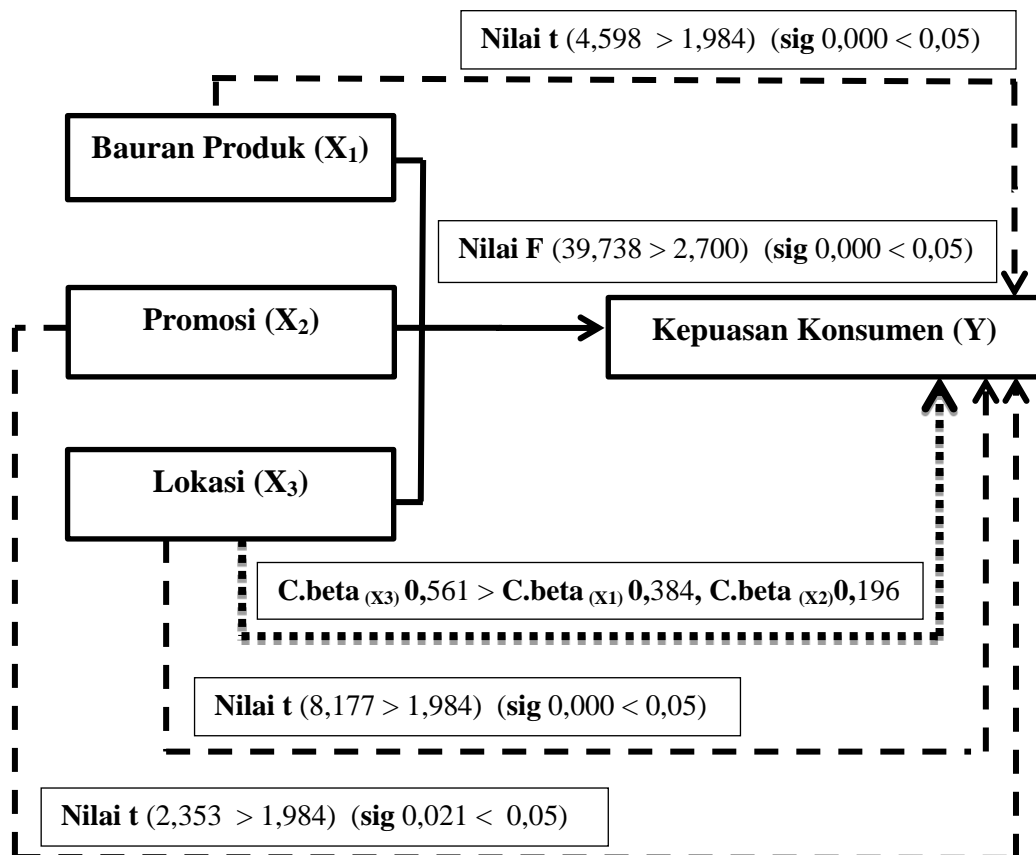 Nilai t (4,598 > 1,984) (sig 0,000 < 0,05)
Bauran Produk (X1)
Nilai F (39,738 > 2,700) (sig 0,000 < 0,05)
Promosi (X2)
Kepuasan Konsumen (Y)
Lokasi (X3)
C.beta (X3) 0,561 > C.beta (X1) 0,384, C.beta (X2)0,196
Nilai t (8,177 > 1,984) (sig 0,000 < 0,05)
Nilai t (2,353 > 1,984) (sig 0,021 < 0,05)